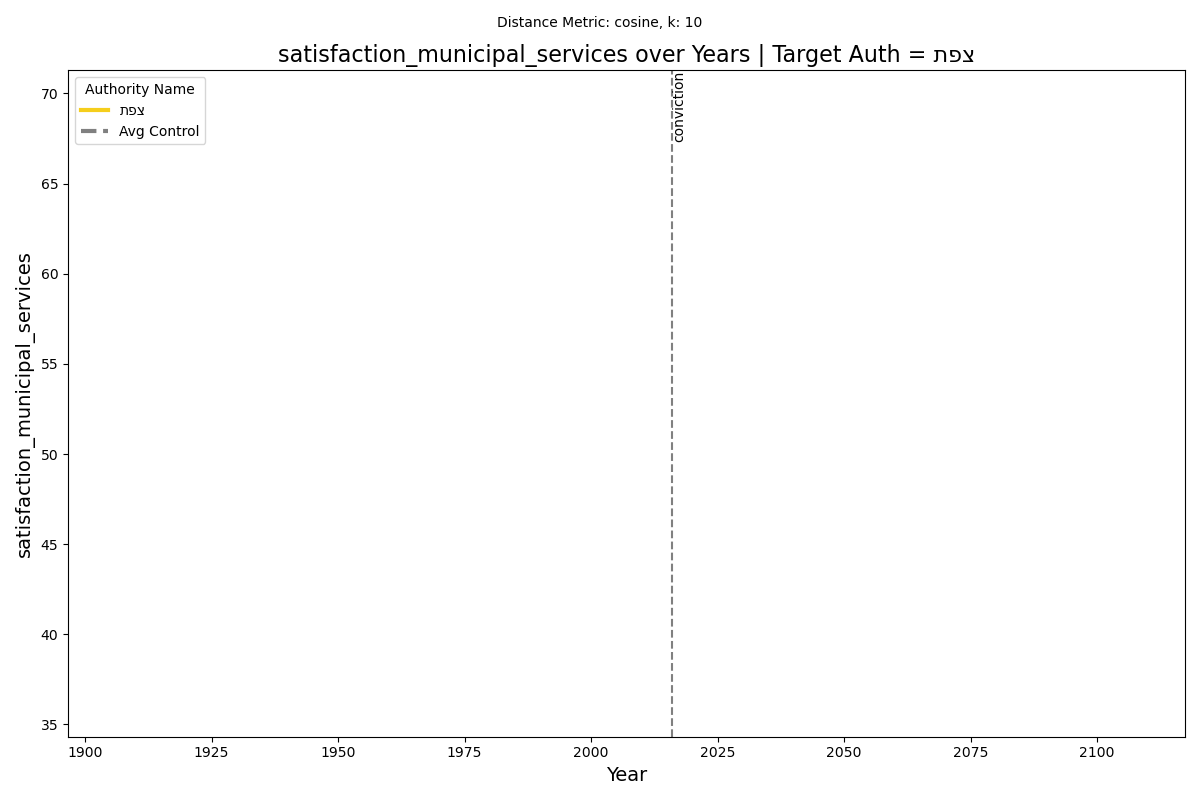 Distance Metric: cosine, k: 10
satisfaction_municipal_services over Years | Target Auth = צפת
Authority Name
צפת
Avg Control
conviction
satisfaction_municipal_services
70
65
60
55
50
45
40
35
1900
1925
1950
1975
2000
2025
2050
2075
2100
Year